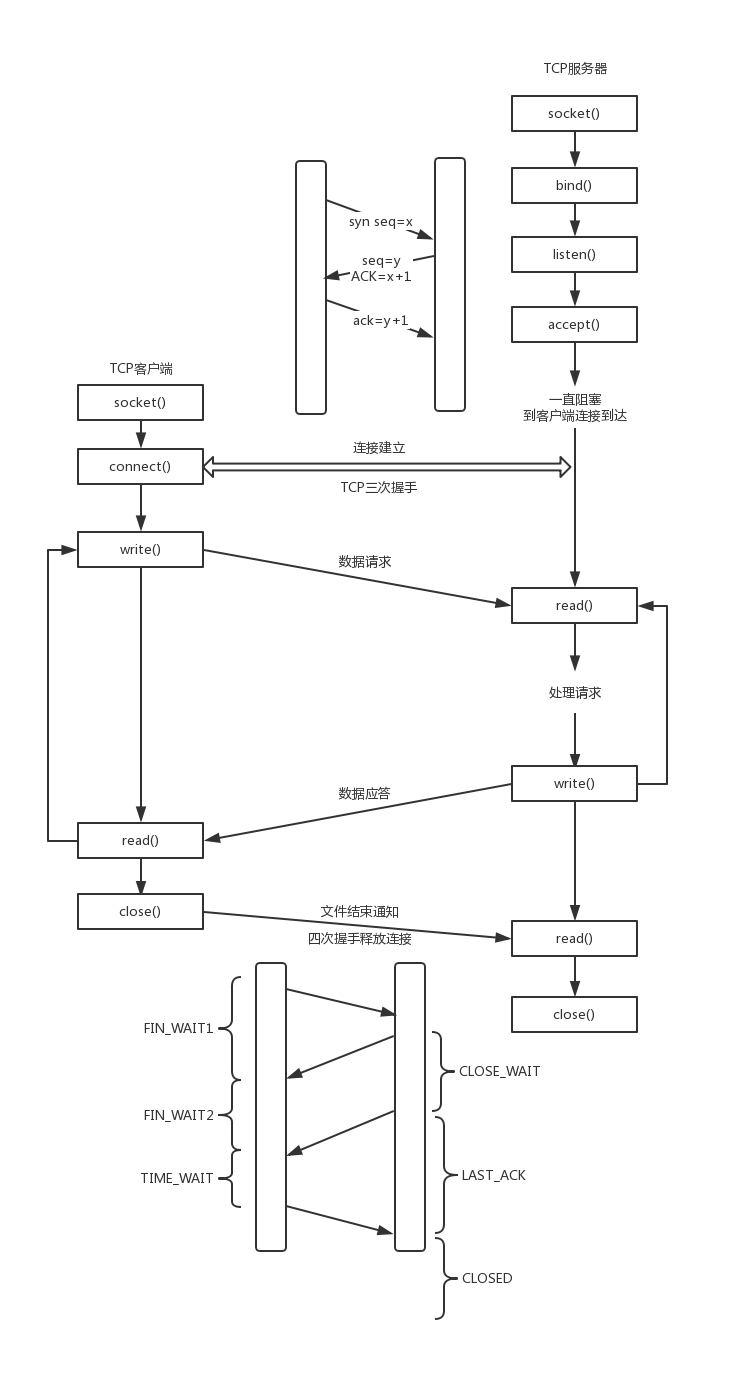 TCP服务器
socket()
bind()
syn seq=x
listen()
seq=y
ACK=x+1
ack=y+1
accept()
TCP客户端
socket()
一直阻塞
到客户端连接到达
连接建立
connect()
TCP三次握手
write()
数据请求
read()
处理请求
write()
数据应答
read()
close()
文件结束通知
四次握手释放连接
read()
close()
FIN_WAIT1
CLOSE_WAIT
FIN_WAIT2
TIME_WAIT
LAST_ACK
CLOSED